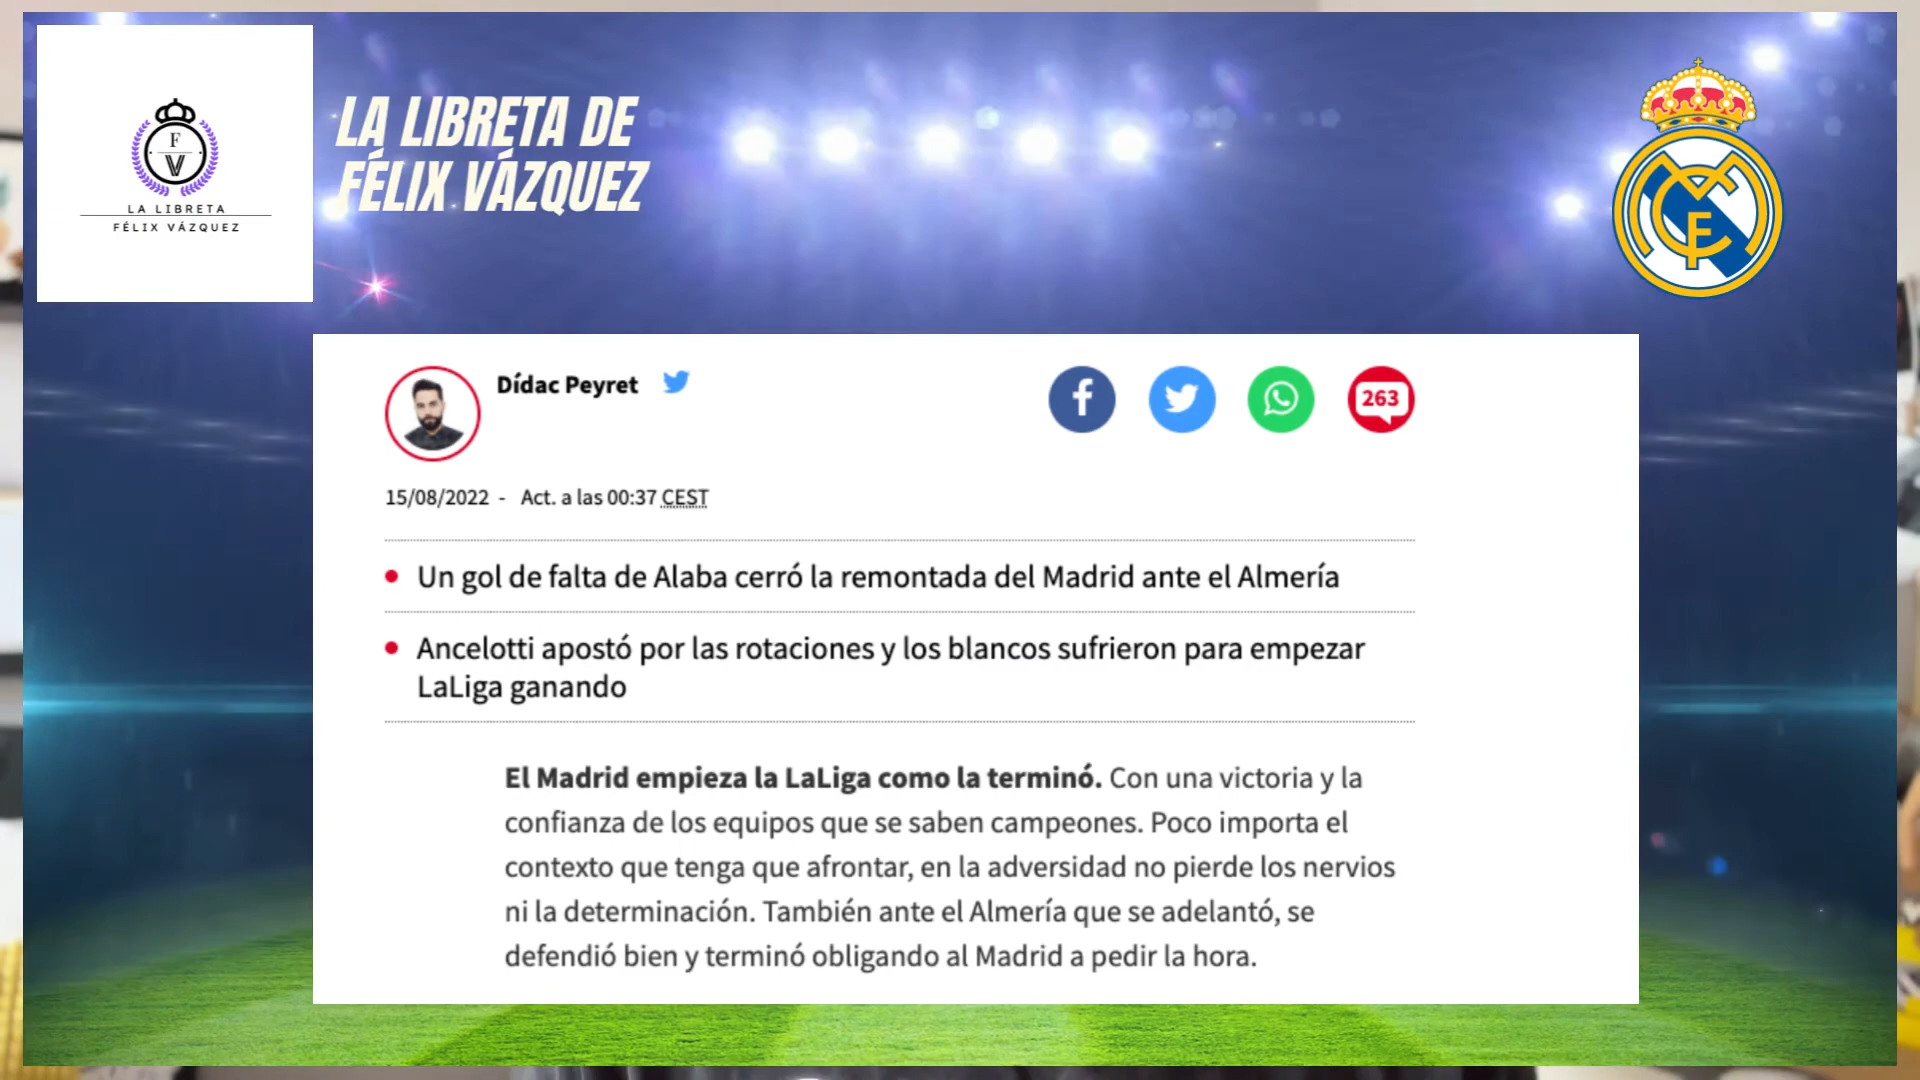 F
V
LA LIBRETA
FÉLIX VÁZQUEZ
LA LIBRETA DE
FÉLIX VÁZQUEZ
Dídac Peyret
263
15/08/2022 - Act. a las 00:37 CEST
Un gol de falta de Alaba cerró la remontada del Madrid ante el Almería
Ancelotti apostó por las rotaciones y los blancos sufrieron para empezar
LaLiga ganando
El Madrid empieza la LaLiga como la terminó. Con una victoria y la
confianza de los equipos que se saben campeones. Poco importa el
contexto que tenga que afrontar, en la adversidad no pierde los nervios
ni la determinación. También ante el Almería que se adelantó, se
defendió bien y terminó obligando al Madrid a pedir la hora.